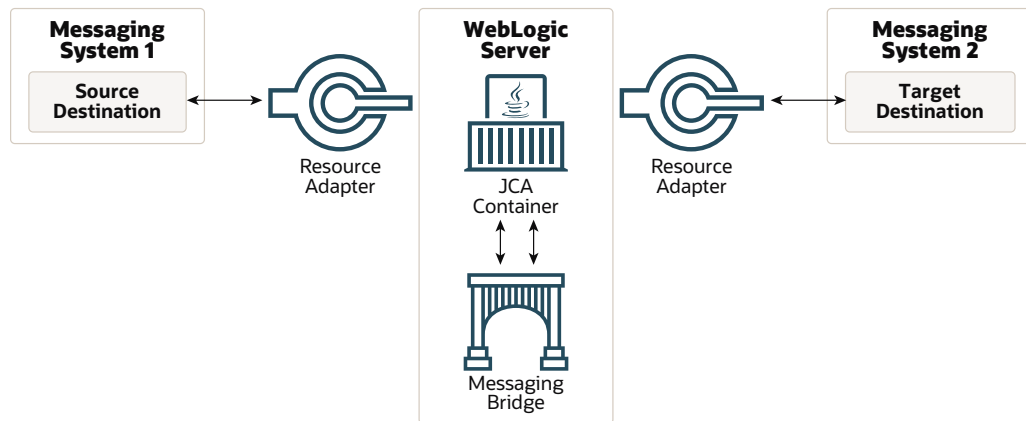 Messaging
System 1
Source
Destination
Resource
Adapter
WebLogic
Server
JCA
Container
Messaging
Bridge
Resource
Adapter
Messaging
System 2
Target
Destination